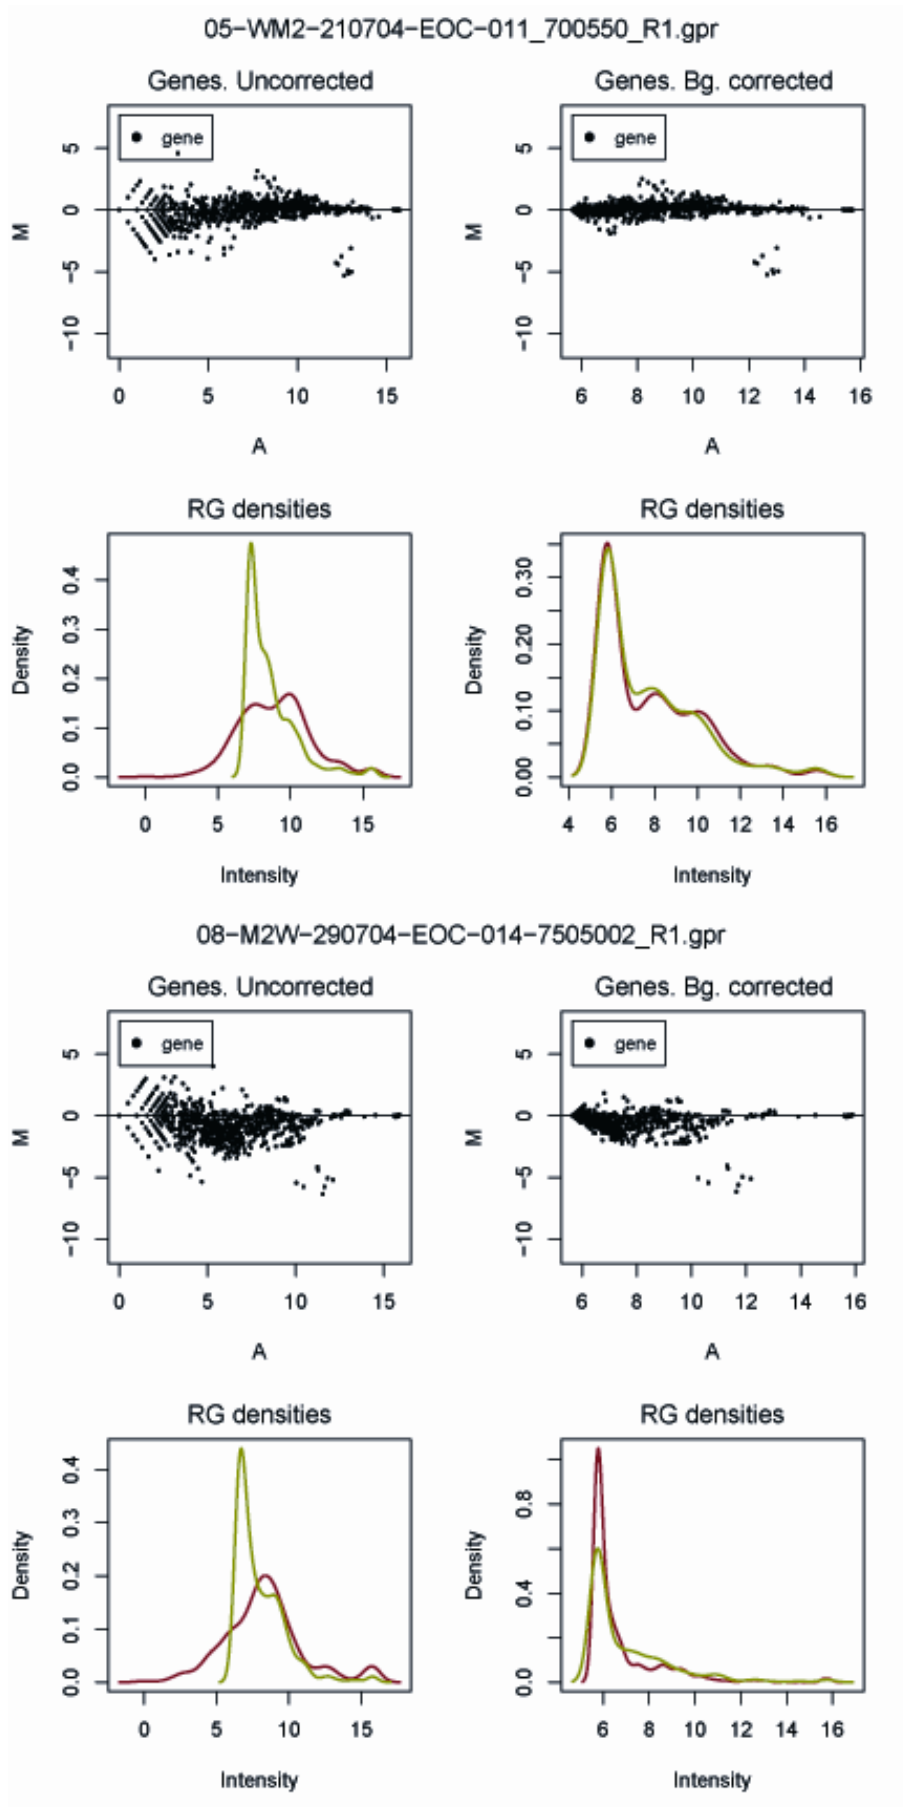 05-WM2-210704-EOC-011_700550_R1.gpr
Genes. Uncorrected Genes. Bg. corrected
gene gene
5 5
0 0
M M
-5 -5
-10 -10
0 5 10 15 6 8 10 12 14 16
A A
RG densities RG densities
0.4 0.30
0.3 0.20
Density Density
0.2 0.10
0.1 0.00
0.0
0 5 10 15 4 6 8 10 12 14 16
Intensity Intensity
08-M2W-290704-EOC-014-7505002_R1.gpr
Genes. Uncorrected Genes. Bg. corrected
gene gene
5 5
0 0
M M
-5 -5
-10 -10
0 5 10 15 6 8 10 12 14 16
A A
RG densities RG densities
0.4 0.8
0.3
Density Density
0.2 0.4
0.1
0.0 0.0
0 5 10 15 6 8 10 12 14 16
Intensity Intensity